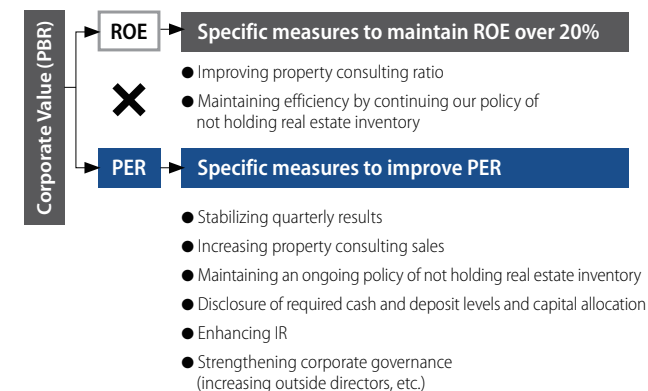 Corporate Value (PBR)
ROE
Specific measures to maintain ROE over 20%
● Improving property consulting ratio
● Maintaining efficiency by continuing our policy of
not holding real estate inventory
PER
Specific measures to improve PER
● Stabilizing quarterly results
● Increasing property consulting sales
● Maintaining an ongoing policy of not holding real estate inventory
● Disclosure of required cash and deposit levels and capital allocation
● Enhancing IR
● Strengthening corporate governance
(increasing outside directors, etc.)